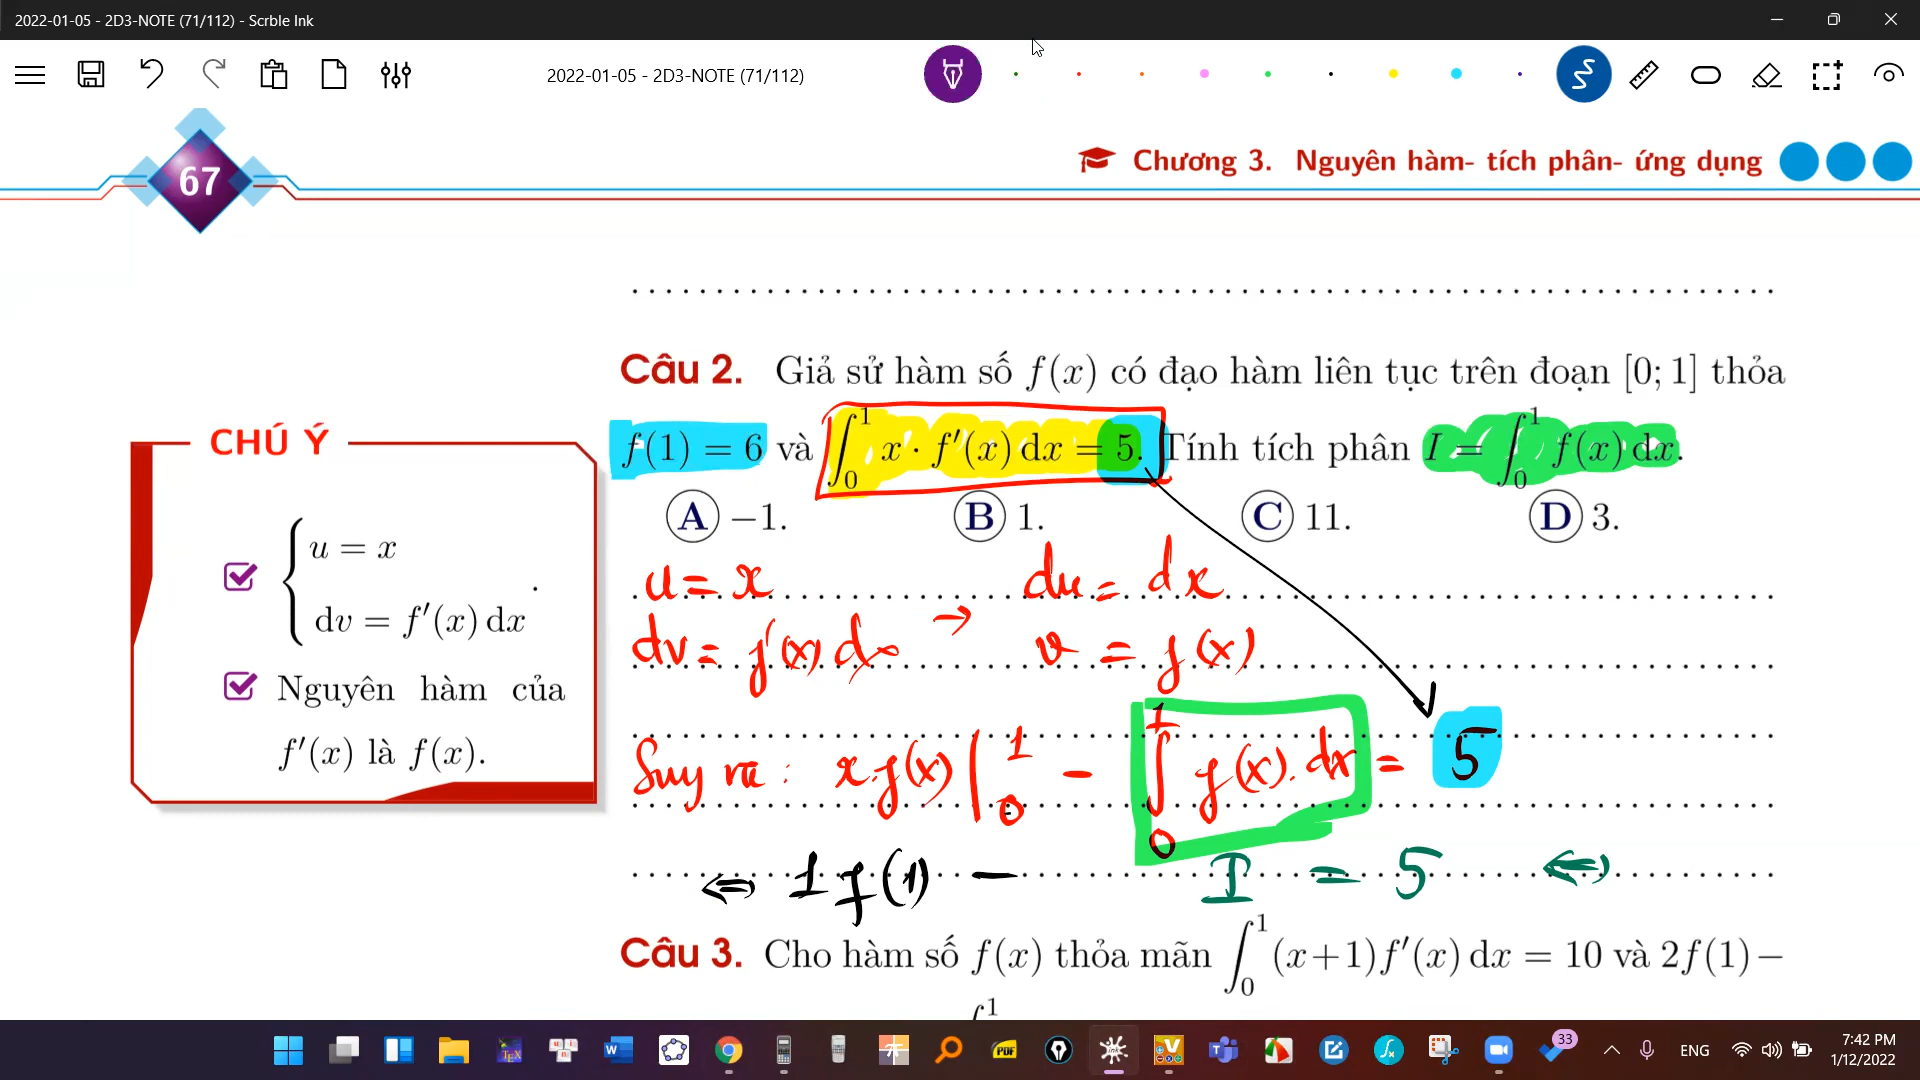 2022-01-05 - 2D3-NOTE (71/112) - Scrble Ink
2022-01-05 - 2D3-NOTE (71/112)
67
Chương 3. Nguyên hàm- tích phân- ứng dụng
Câu 2. Giả sử hàm số f(x) có đạo hàm liên tục trên đoạn [0; 1] thỏa
f(1) = 6 và ∫₀¹ x · f′(x) dx = 5. Tính tích phân I = ∫₀¹ f(x) dx.
A −1. B 1. C 11. D 3.
CHÚ Ý
{ u = x
dv = f′(x) dx .
Nguyên hàm của
f′(x) là f(x).
u = x du = dx
dv = f′(x) dx → v = f(x)
Suy ra : x.f(x) |₀¹ − ∫₀¹ f(x). dx = 5
⇔ 1 f(1) − I = 5 ⇔
Câu 3. Cho hàm số f(x) thỏa mãn ∫₀¹ (x+1)f′(x) dx = 10 và 2f(1)−
∫¹
33
ENG
7:42 PM
1/12/2022